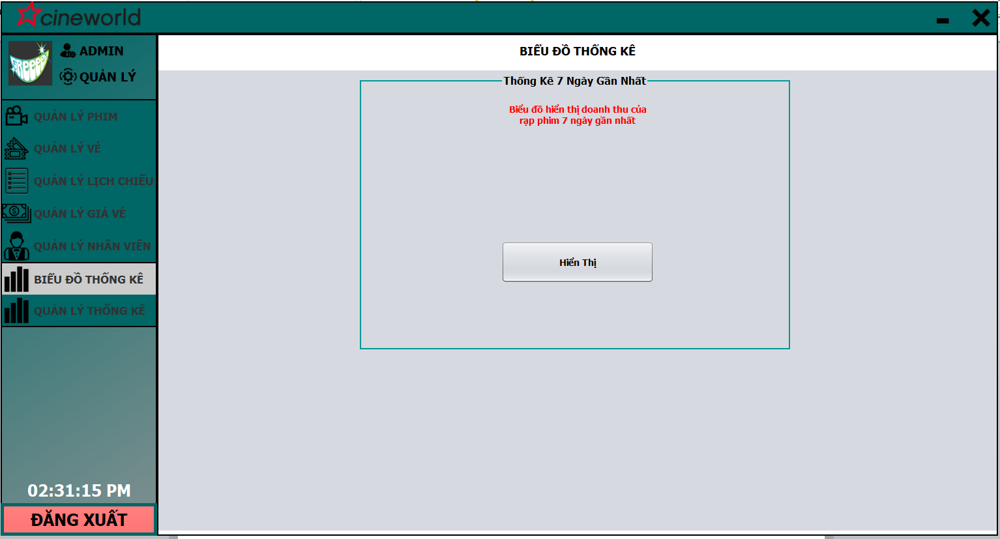 cineworld
GREEEEN
ADMIN
QUẢN LÝ
QUẢN LÝ PHIM
QUẢN LÝ VÉ
QUẢN LÝ LỊCH CHIẾU
QUẢN LÝ GIÁ VÉ
QUẢN LÝ NHÂN VIÊN
BIỂU ĐỒ THỐNG KÊ
QUẢN LÝ THỐNG KÊ
02:31:15 PM
ĐĂNG XUẤT
BIỂU ĐỒ THỐNG KÊ
Thống Kê 7 Ngày Gần Nhất
Biểu đồ hiển thị doanh thu của
rạp phim 7 ngày gần nhất
Hiển Thị